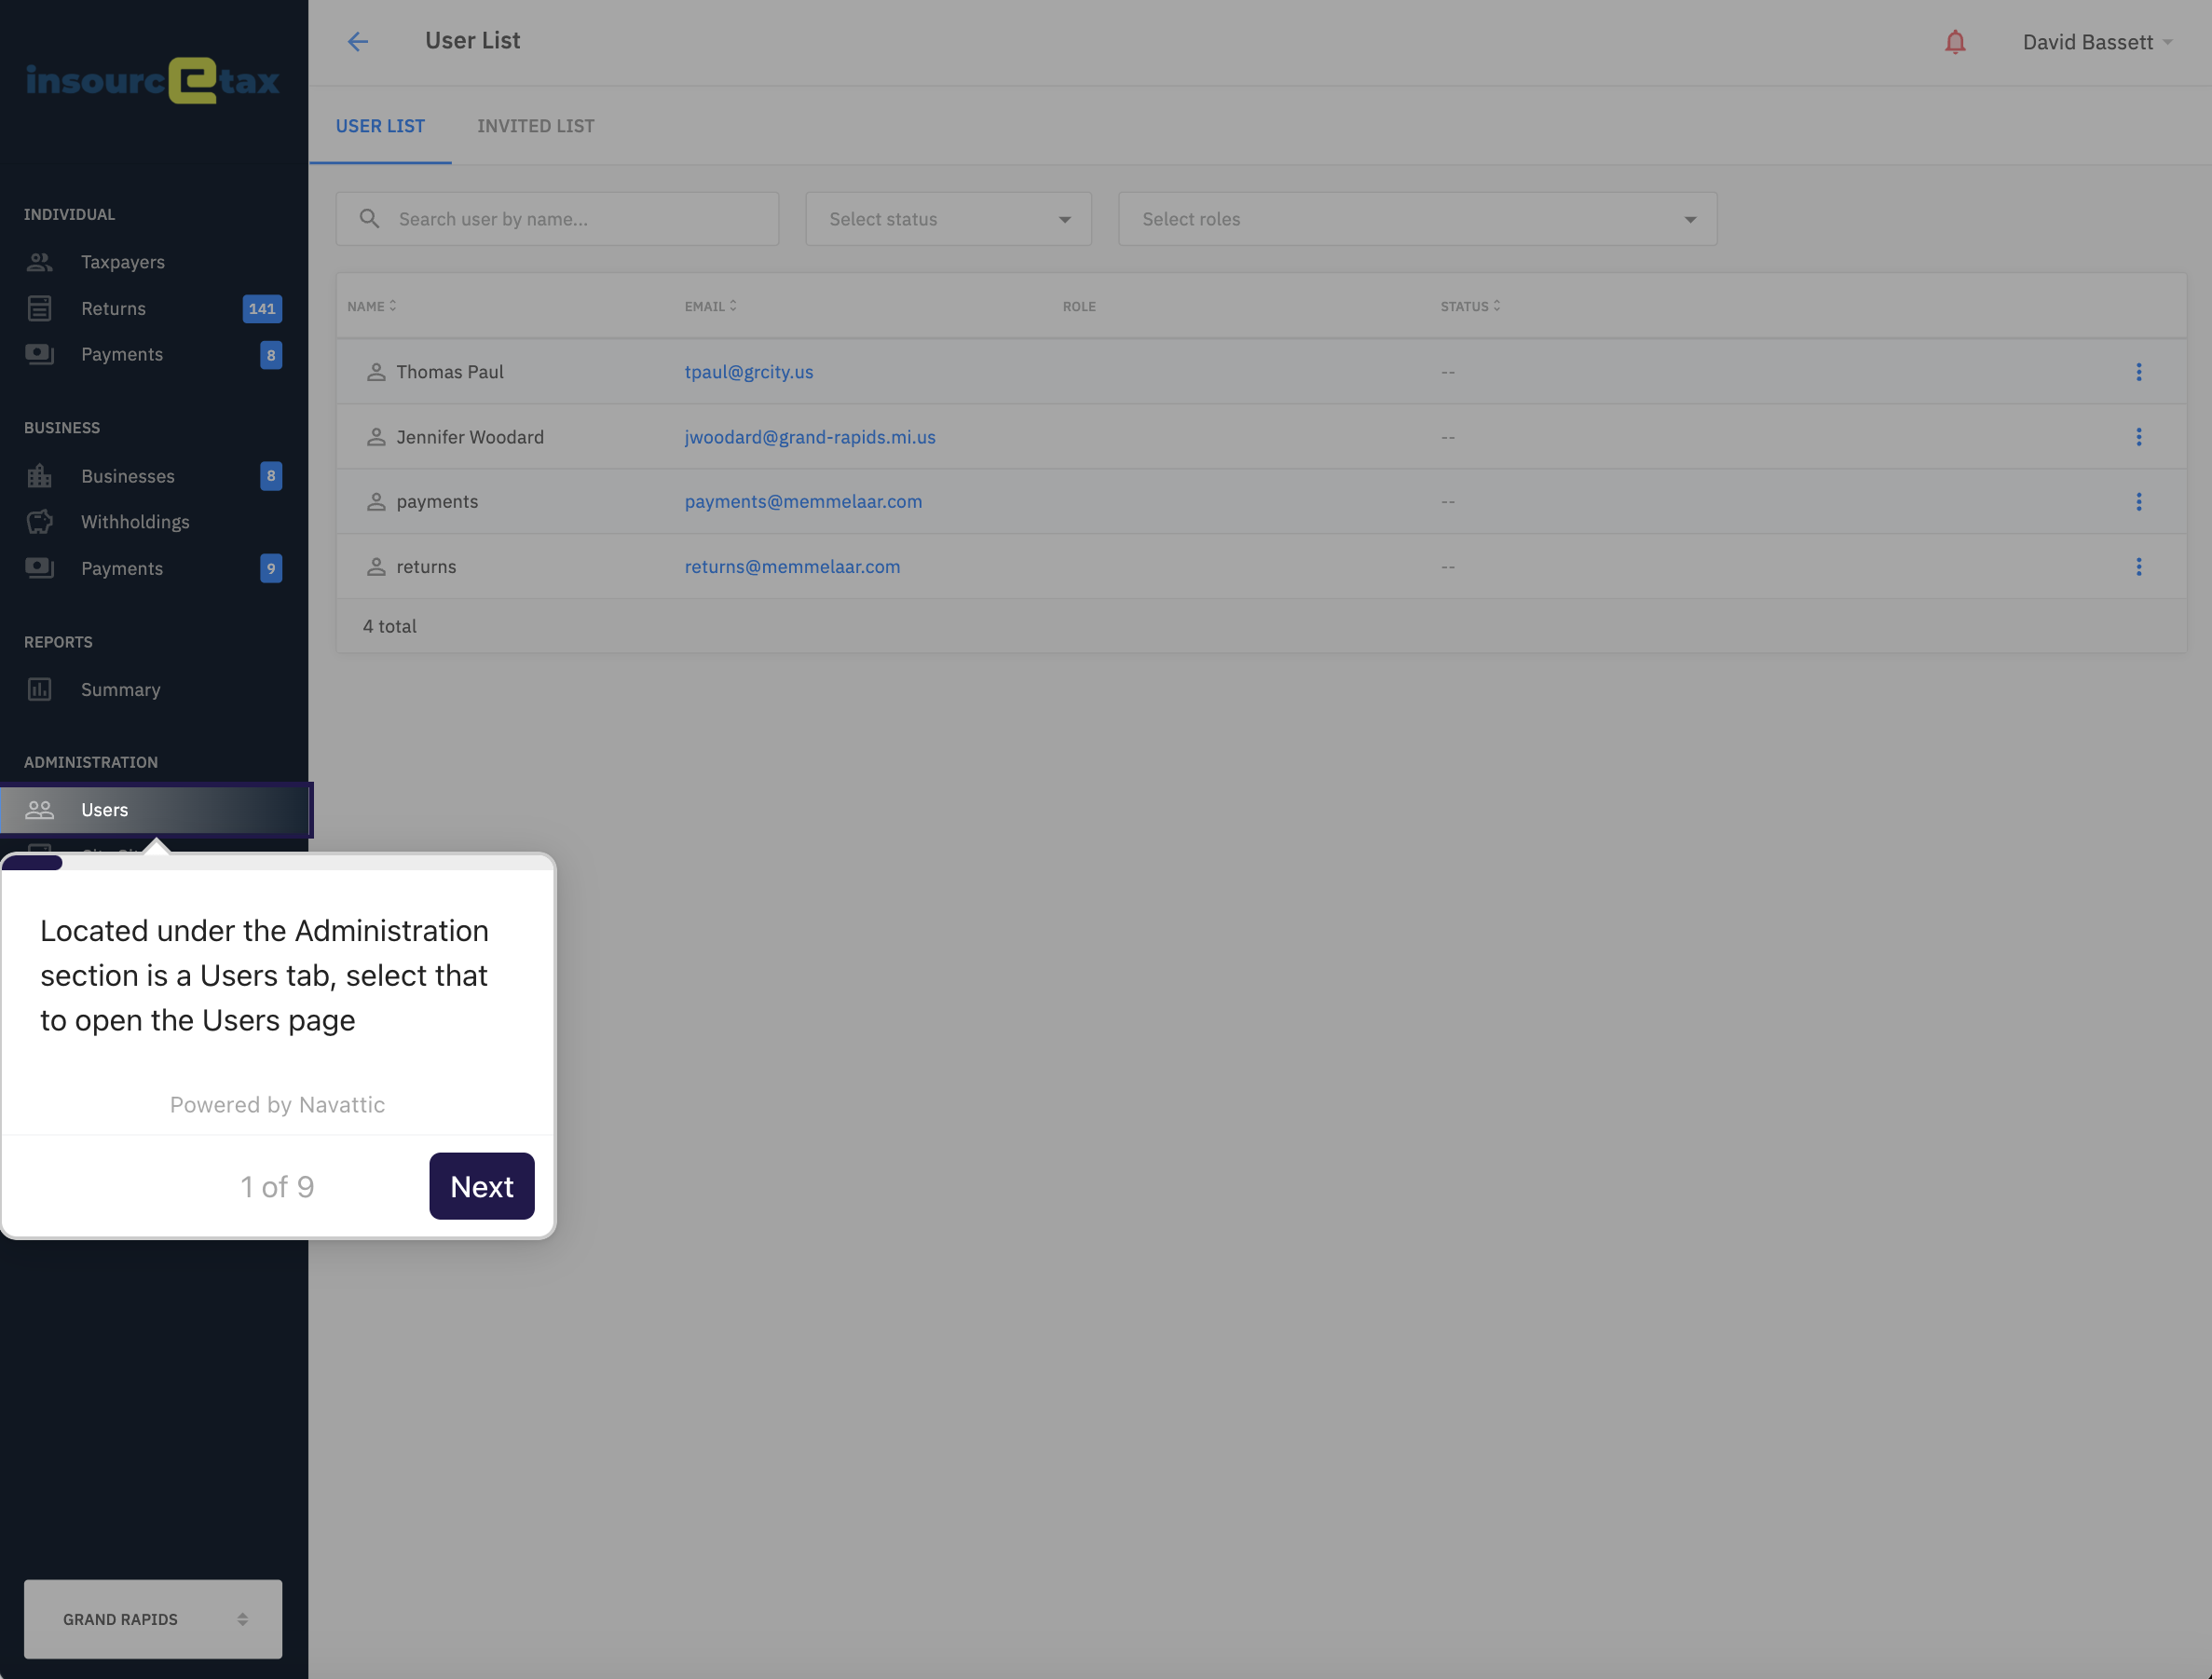 insourcetax
INDIVIDUAL
Taxpayers
Returns 141
Payments 8
BUSINESS
Businesses 8
Withholdings
Payments 9
REPORTS
Summary
ADMINISTRATION
Users
Located under the Administration
section is a Users tab, select that
to open the Users page
Powered by Navattic
1 of 9
Next
GRAND RAPIDS
User List
David Bassett
USER LIST INVITED LIST
Search user by name... Select status Select roles
NAME EMAIL ROLE STATUS
Thomas Paul tpaul@grcity.us --
Jennifer Woodard jwoodard@grand-rapids.mi.us --
payments payments@memmelaar.com --
returns returns@memmelaar.com --
4 total